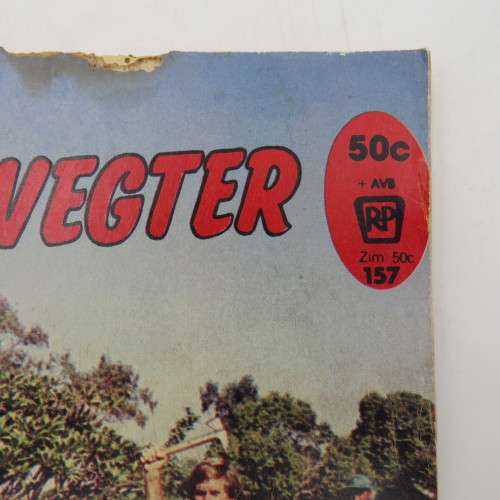 VEGTER
50c
+ AVB
RP
Zim 50c
157